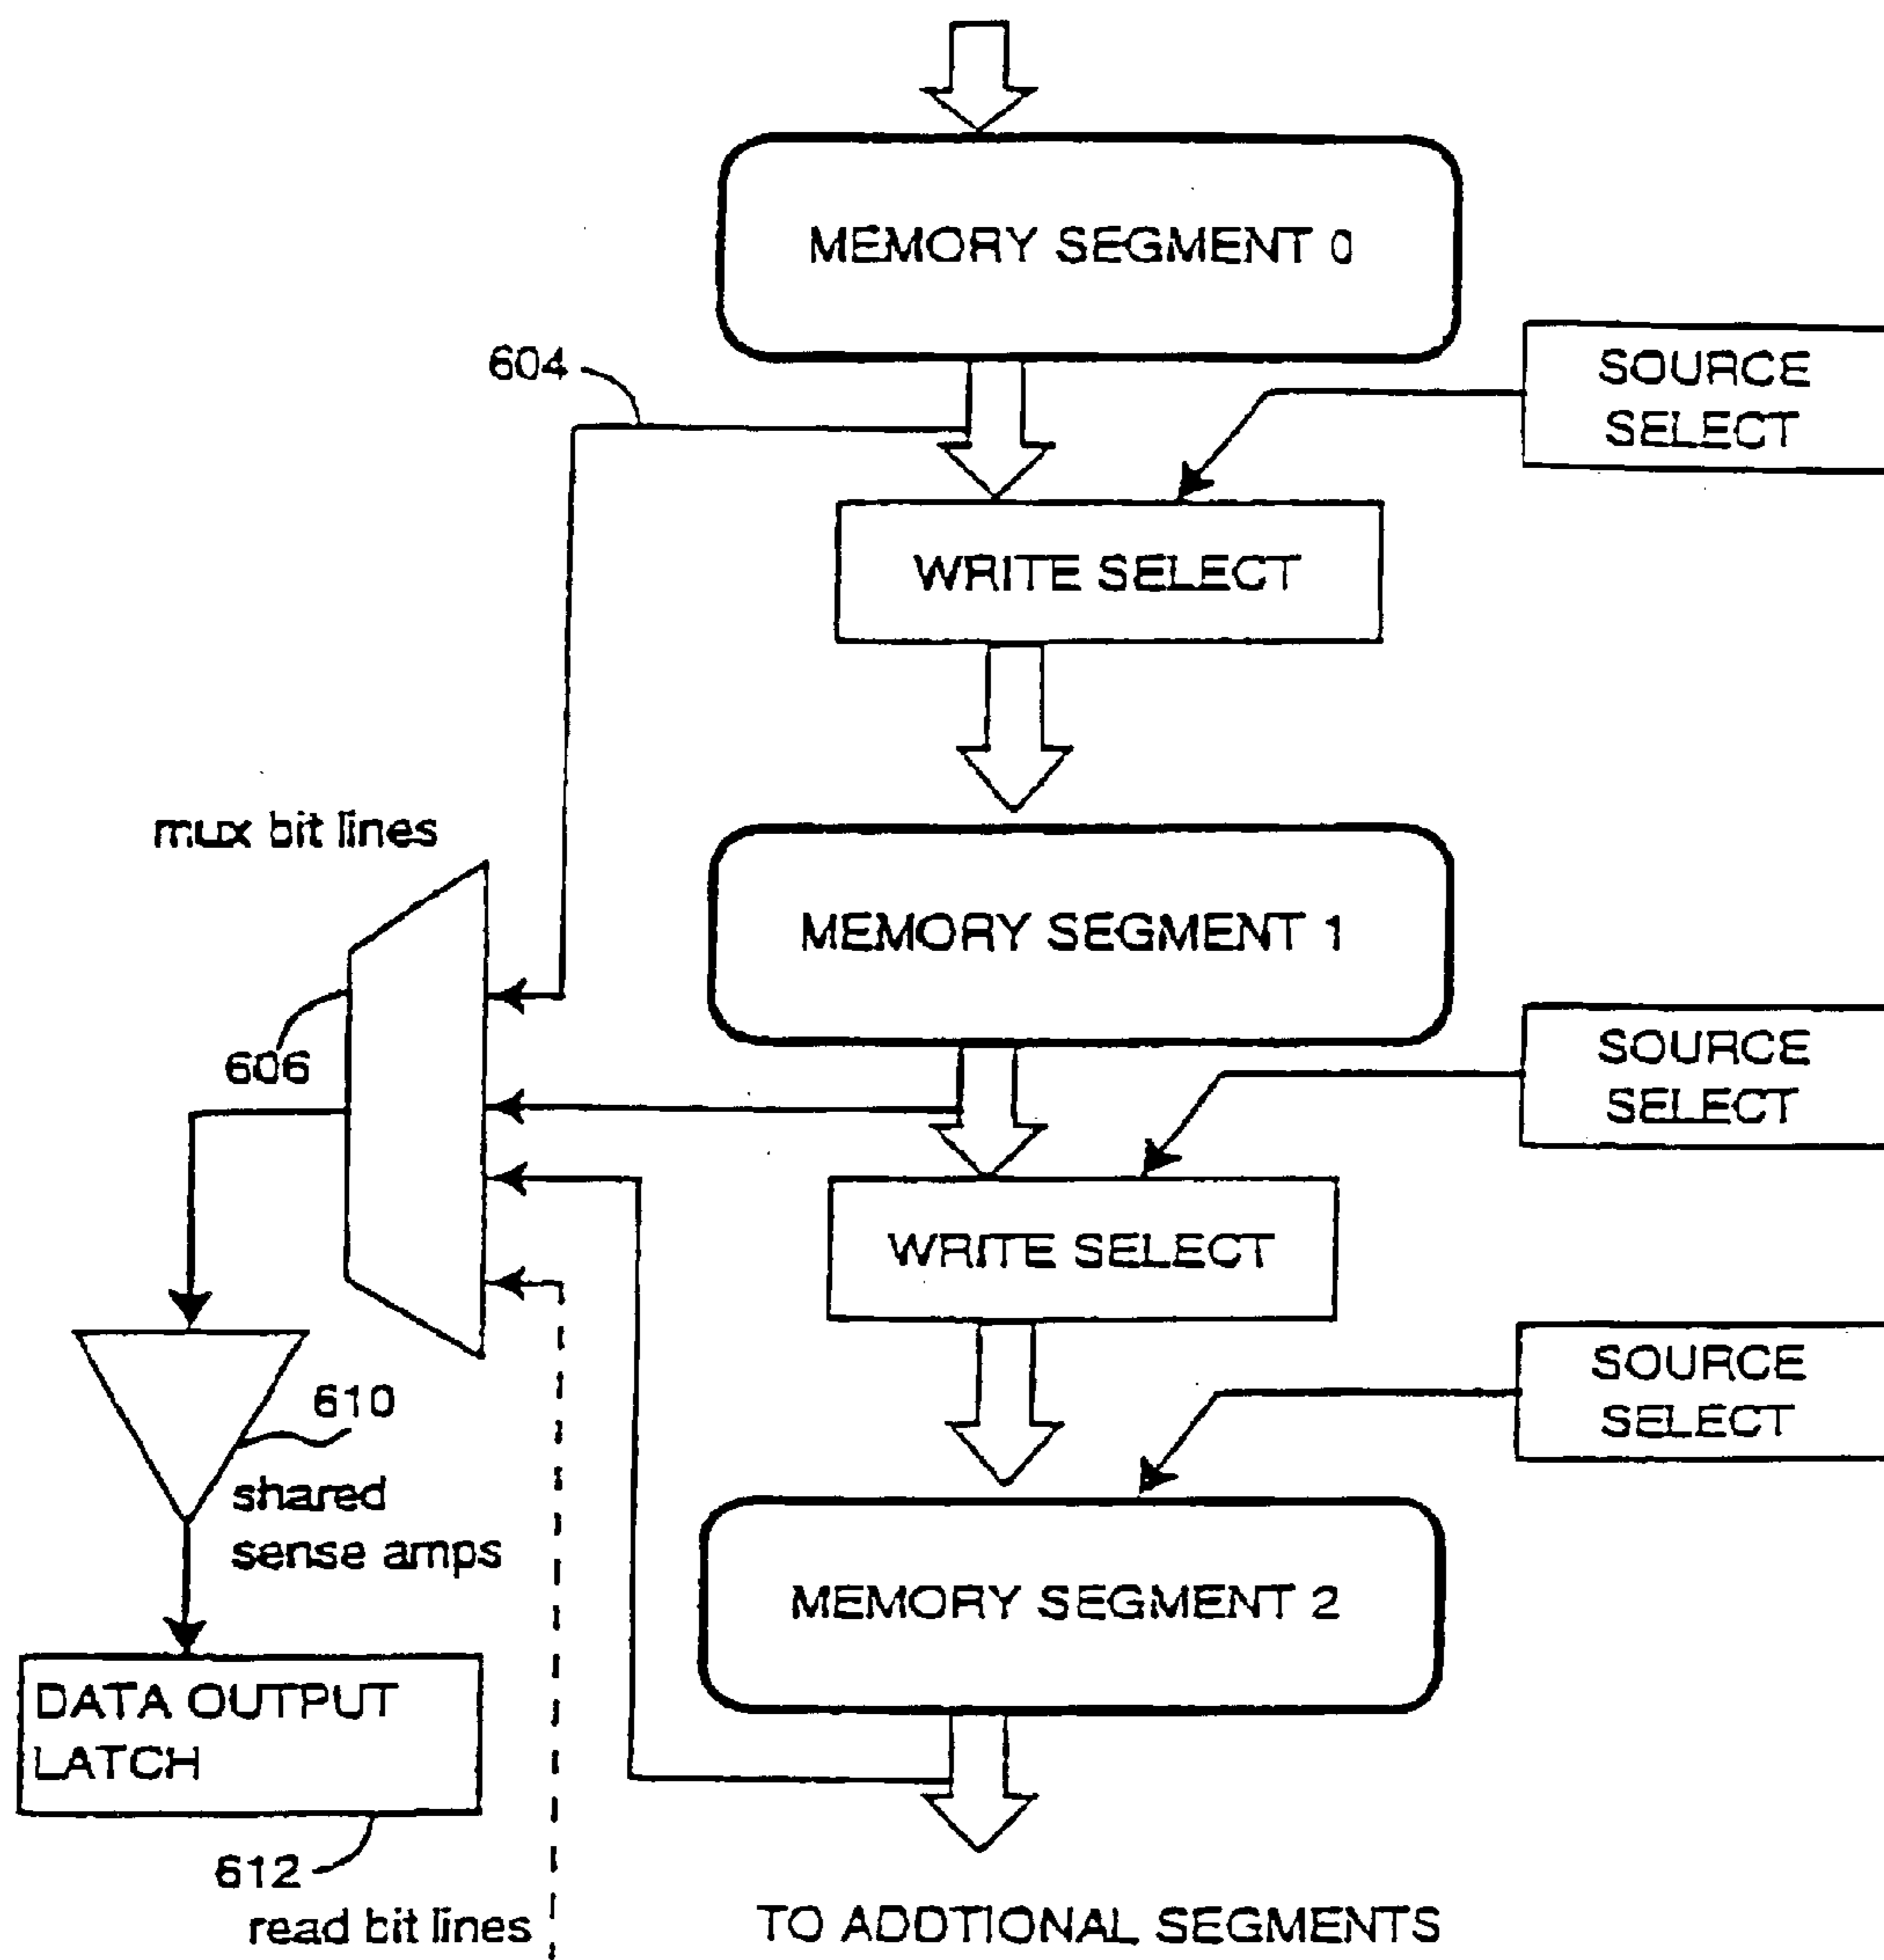 MEMORY SEGMENT 0
604
SOURCE
SELECT
WRITE SELECT
mux bit lines
MEMORY SEGMENT 1
606
SOURCE
SELECT
WRITE SELECT
610
SOURCE
SELECT
shared
sense amps
MEMORY SEGMENT 2
DATA OUTPUT
LATCH
612
read bit lines
TO ADDTIONAL SEGMENTS